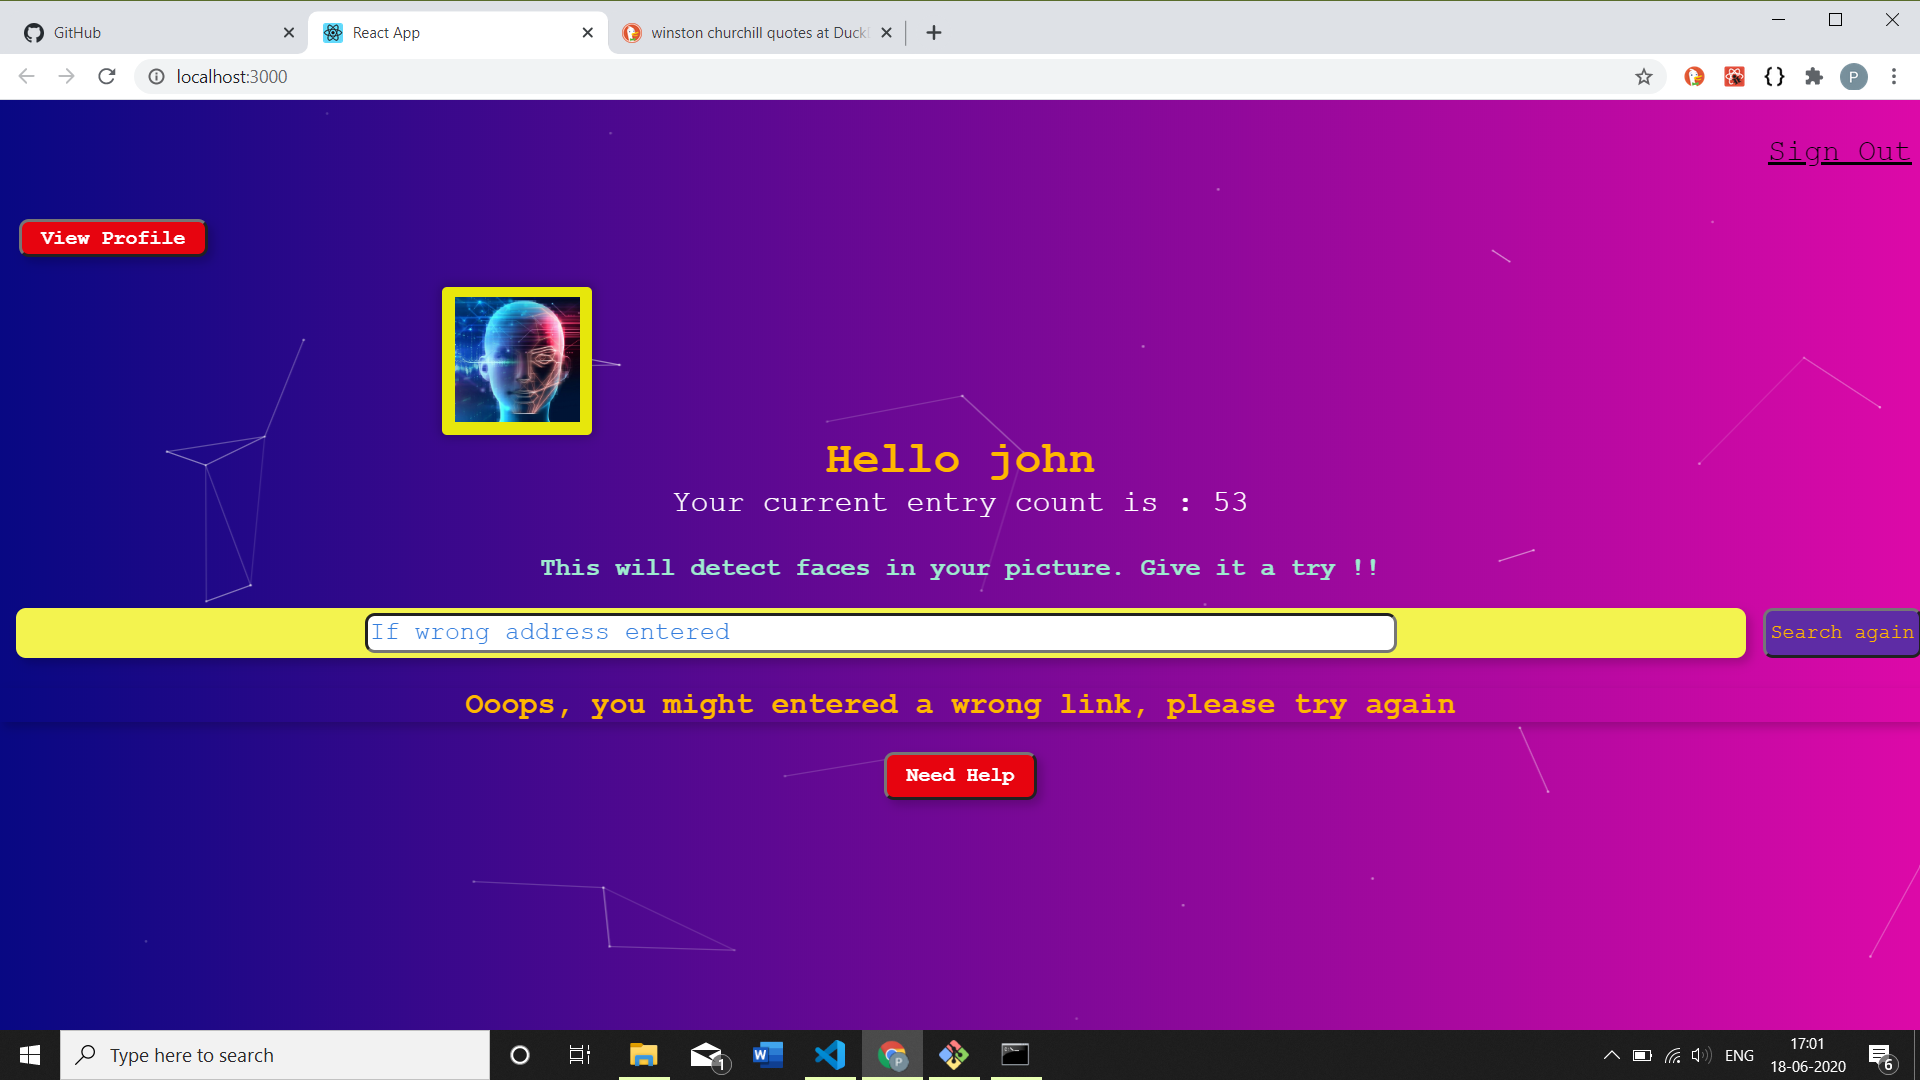 GitHub
React App
winston churchill quotes at Duck
localhost:3000
P
Sign Out
View Profile
Hello john
Your current entry count is : 53
This will detect faces in your picture. Give it a try !!
If wrong address entered
Search again
Ooops, you might entered a wrong link, please try again
Need Help
Type here to search
1
W
P
ENG
17:01
18-06-2020
6